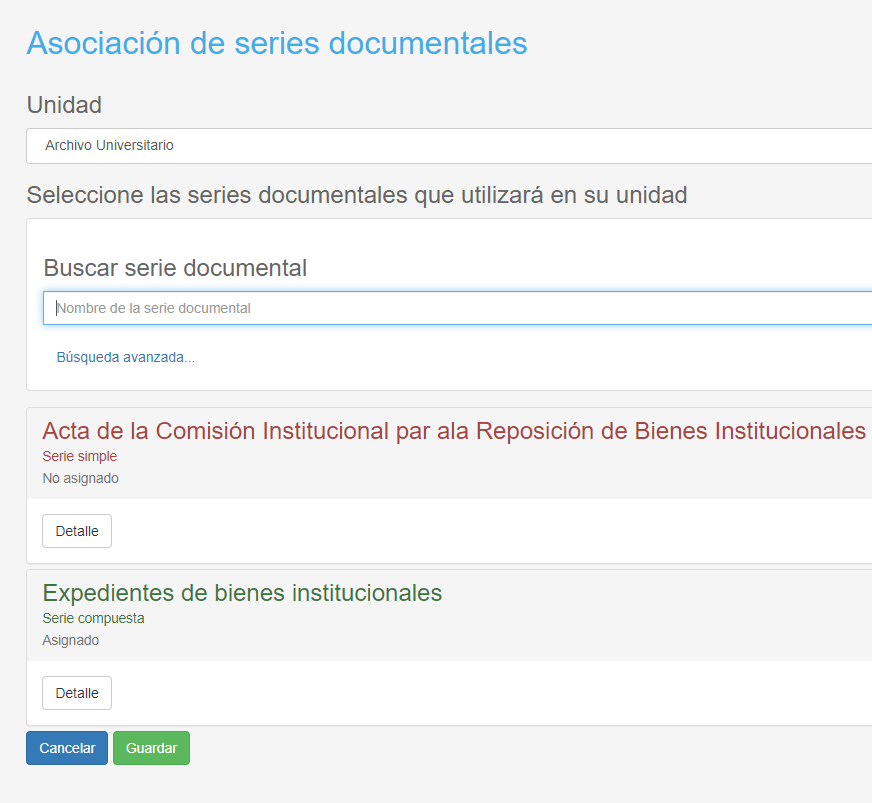 Asociación de series documentales
Unidad
Archivo Universitario
Seleccione las series documentales que utilizará en su unidad
Buscar serie documental
Nombre de la serie documental
Búsqueda avanzada...
Acta de la Comisión Institucional par ala Reposición de Bienes Institucionales
Serie simple
No asignado
Detalle
Expedientes de bienes institucionales
Serie compuesta
Asignado
Detalle
Cancelar Guardar